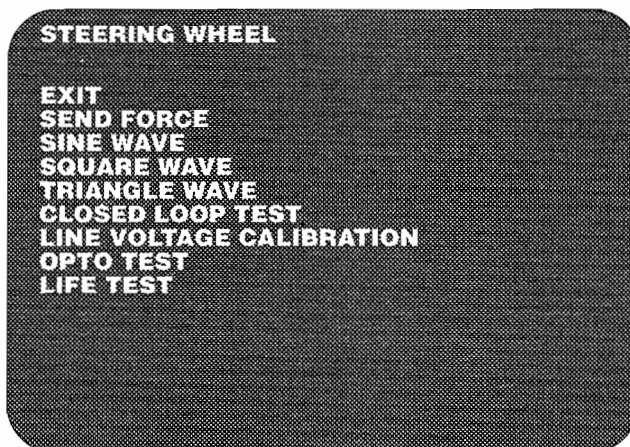 STEERING WHEEL
EXIT
SEND FORCE
SINE WAVE
SQUARE WAVE
TRIANGLE WAVE
CLOSED LOOP TEST
LINE VOLTAGE CALIBRATION
OPTO TEST
LIFE TEST